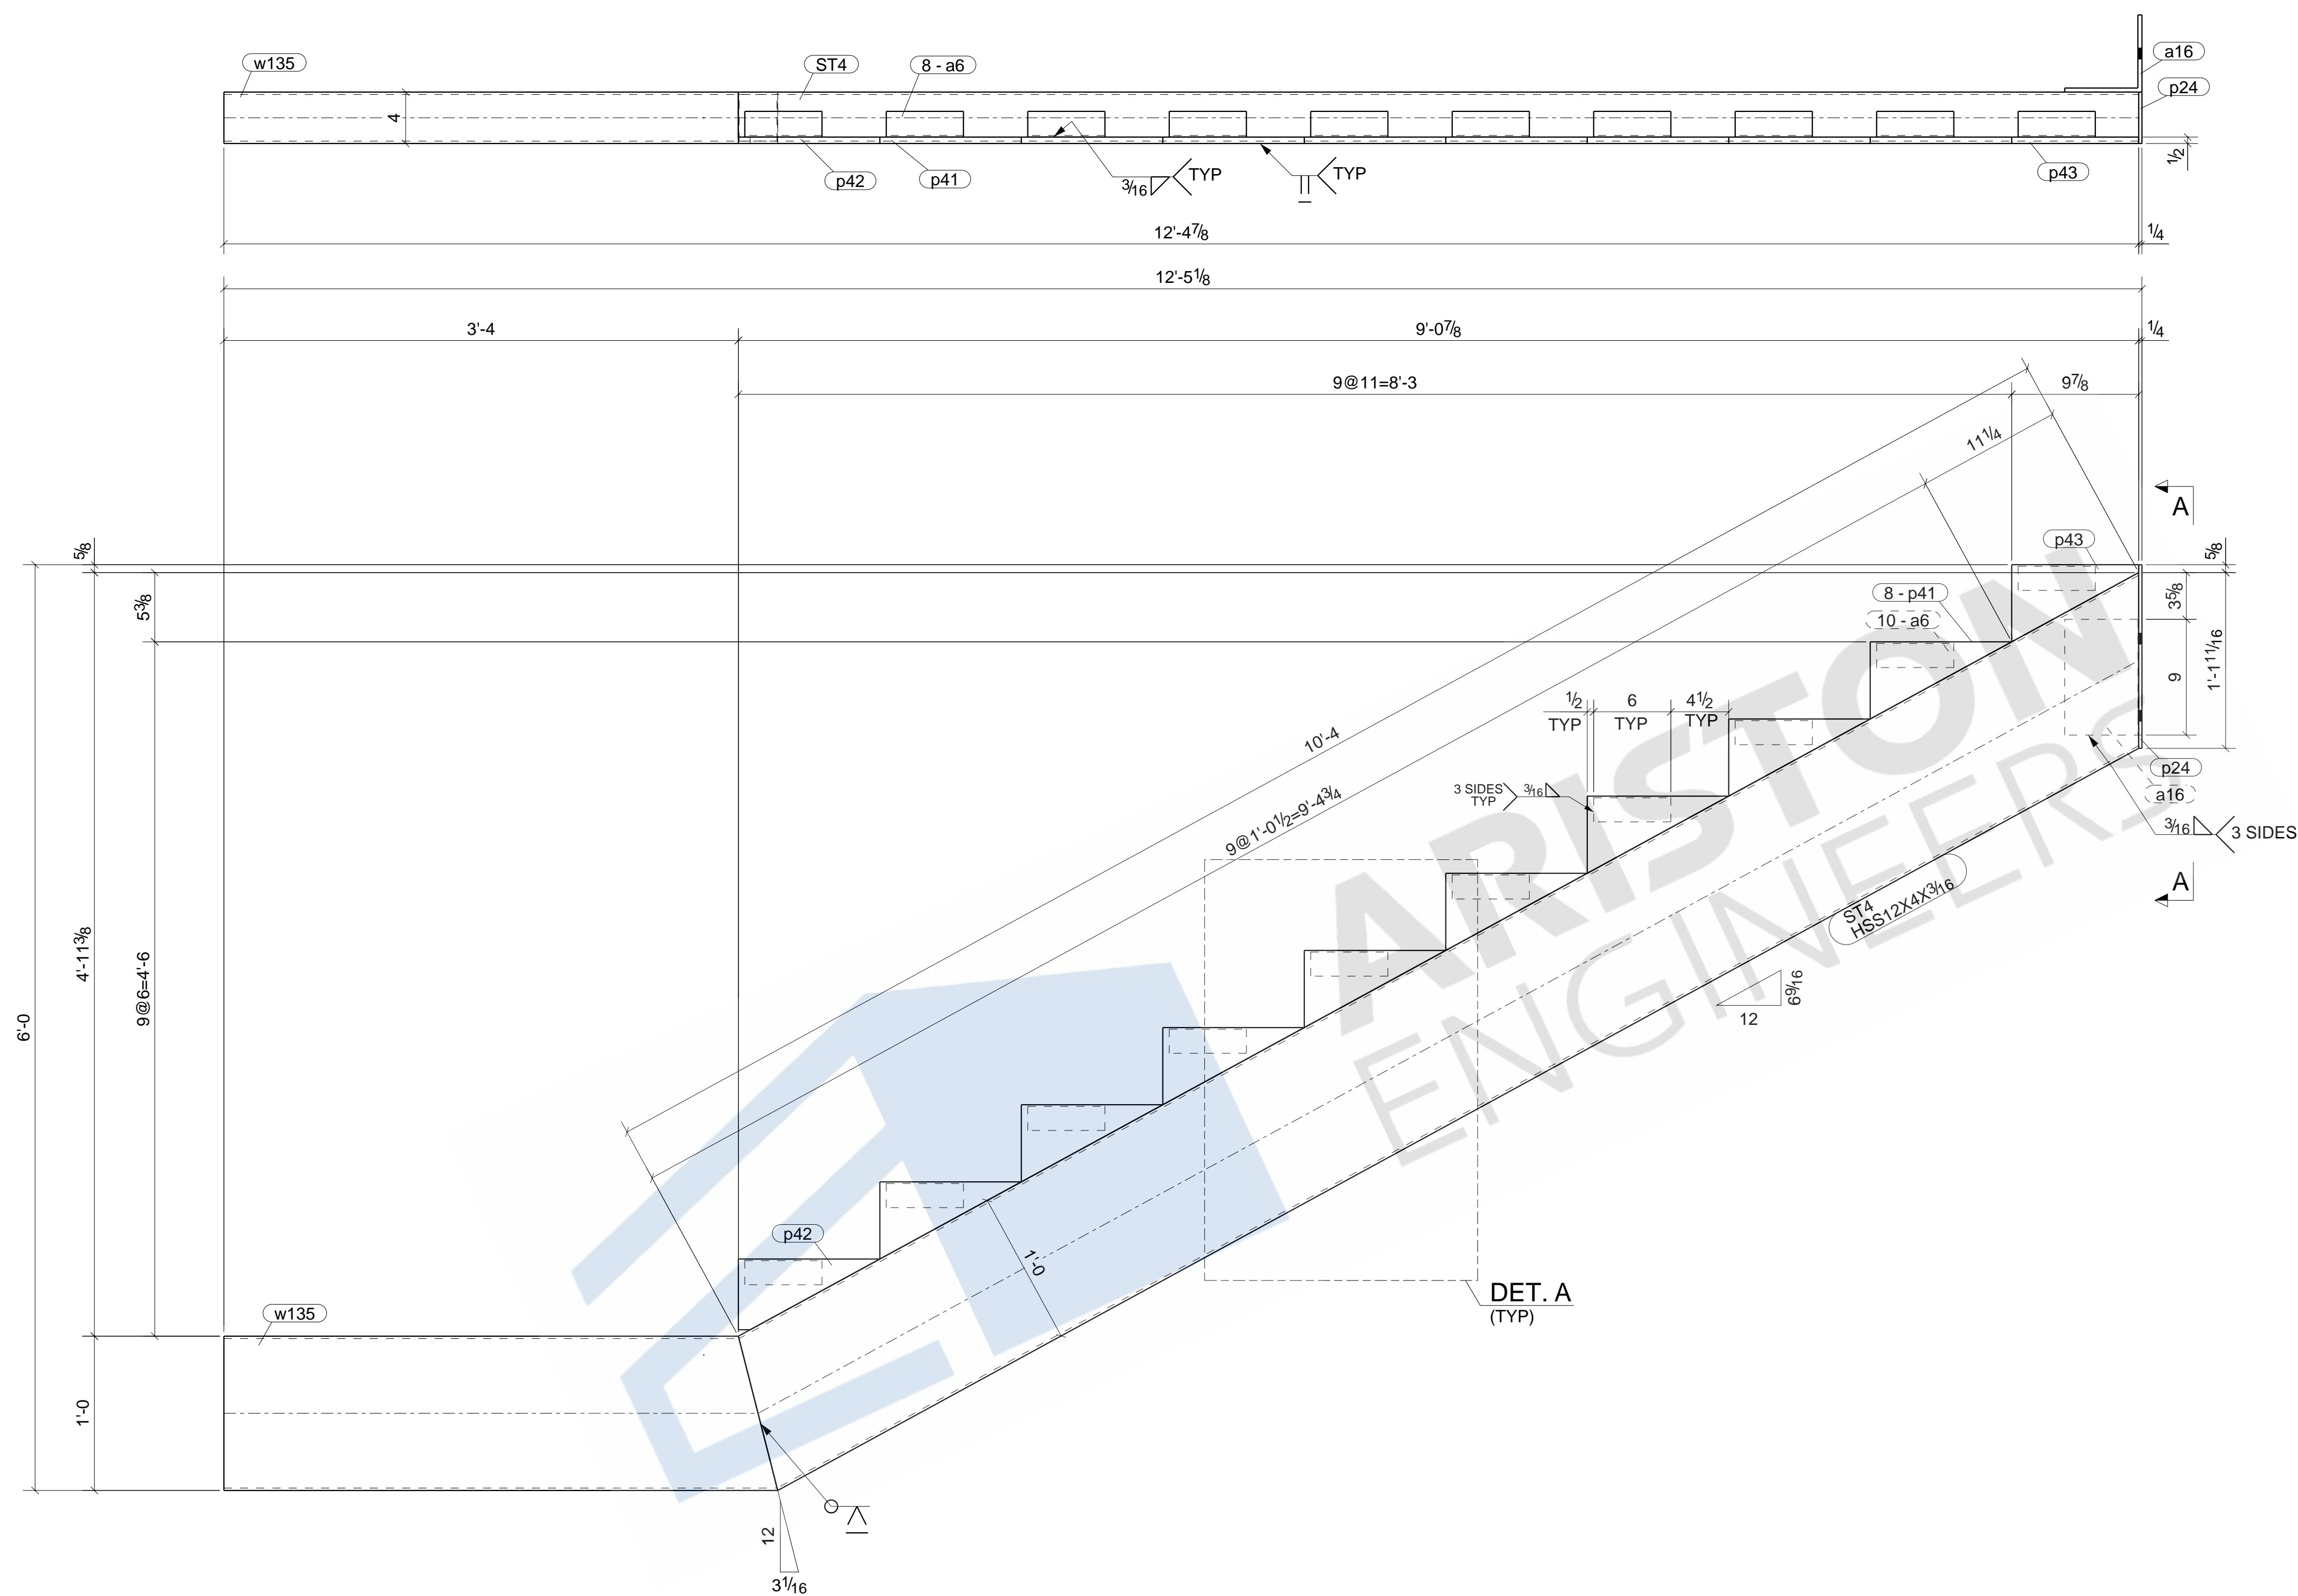 w135
ST4
8 - a6
a16
p24
4
p42
p41
3/16
TYP
TYP
p43
1/2
12'-4 7/8
1/4
12'-5 1/8
3'-4
9'-0 7/8
1/4
9@11=8'-3
9 7/8
11 1/4
A
5/8
p43
5/8
5 3/8
8 - p41
3 5/8
10 - a6
1'-1 11/16
9
1/2
TYP
6
TYP
4 1/2
TYP
10'-4
p24
3 SIDES
TYP
3/16
a16
9@1'-0 1/2=9'-4 3/4
3/16
3 SIDES
A
ARISTON
ENGINEERS
ST4
HSS12X4X3/16
4'-11 3/8
9@6=4'-6
6 9/16
12
6'-0
p42
1'-0
DET. A
(TYP)
w135
1'-0
12
3 1/16